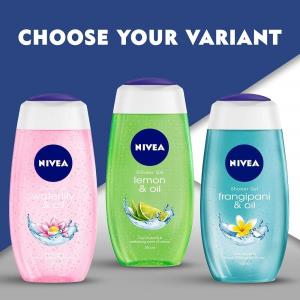 CHOOSE YOUR VARIANT
NIVEA
waterlily
& oil
NIVEA
Shower Gel
lemon
& oil
NIVEA
Shower Gel
frangipani
& oil